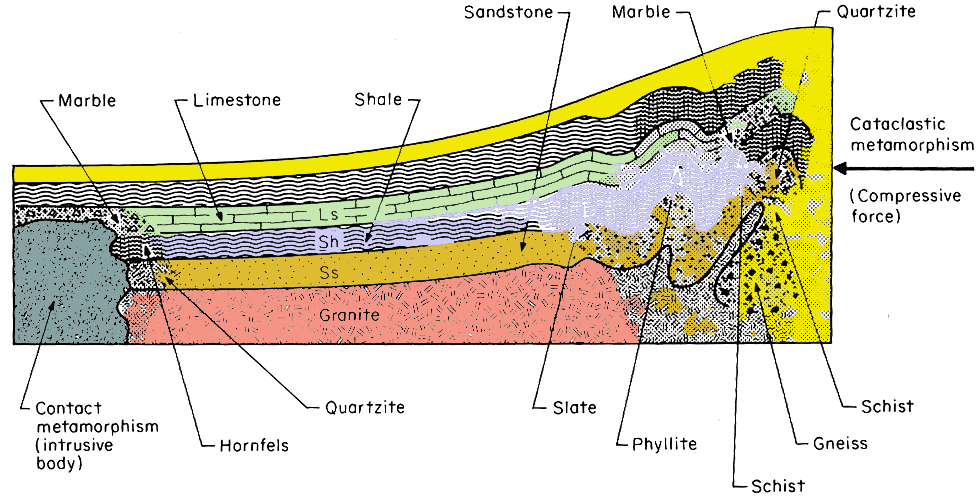 Sandstone
Marble
Quartzite
Marble
Limestone
Shale
Cataclastic
metamorphism
(Compressive
force)
Ls
Sh
Ss
Granite
Contact
metamorphism
(intrusive
body)
Quartzite
Hornfels
Slate
Phyllite
Schist
Gneiss
Schist